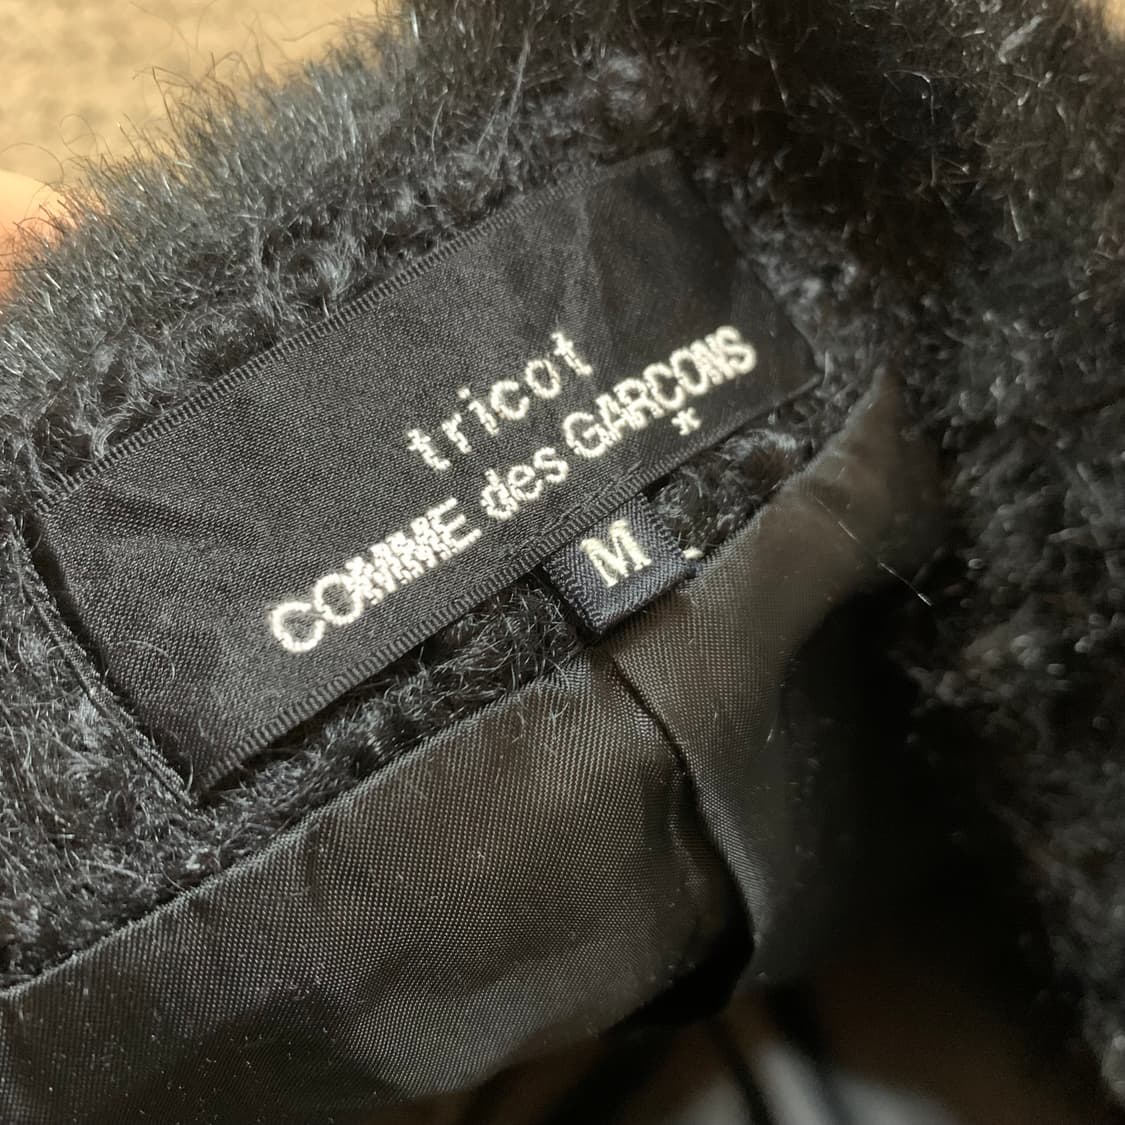 tricot
COMME des GARCONS
*
M